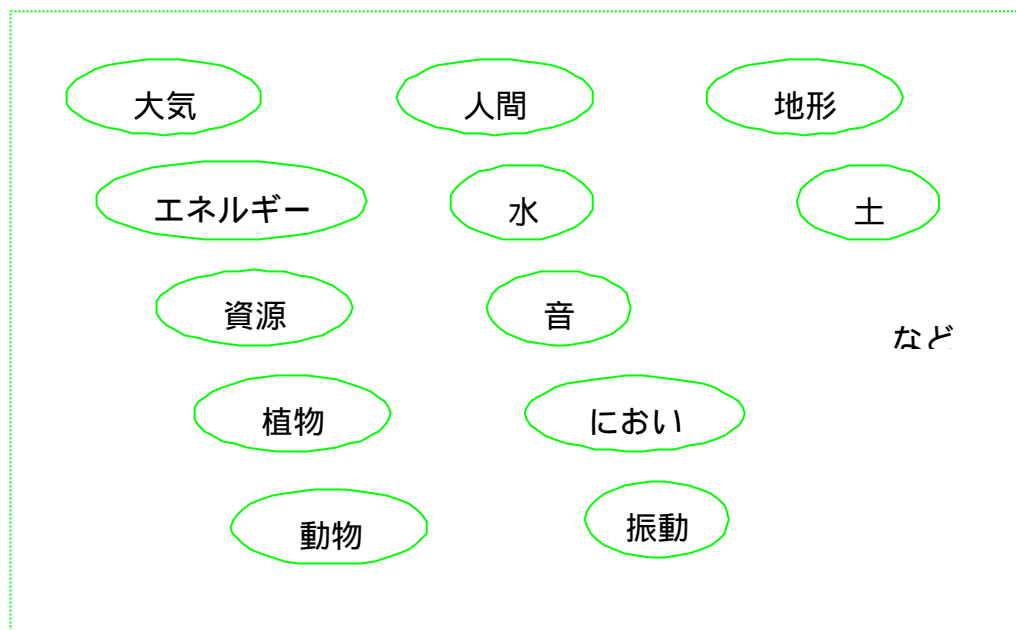 大気 人間 地形
エネルギー 水 土
資源 音
など
植物 におい
動物 振動